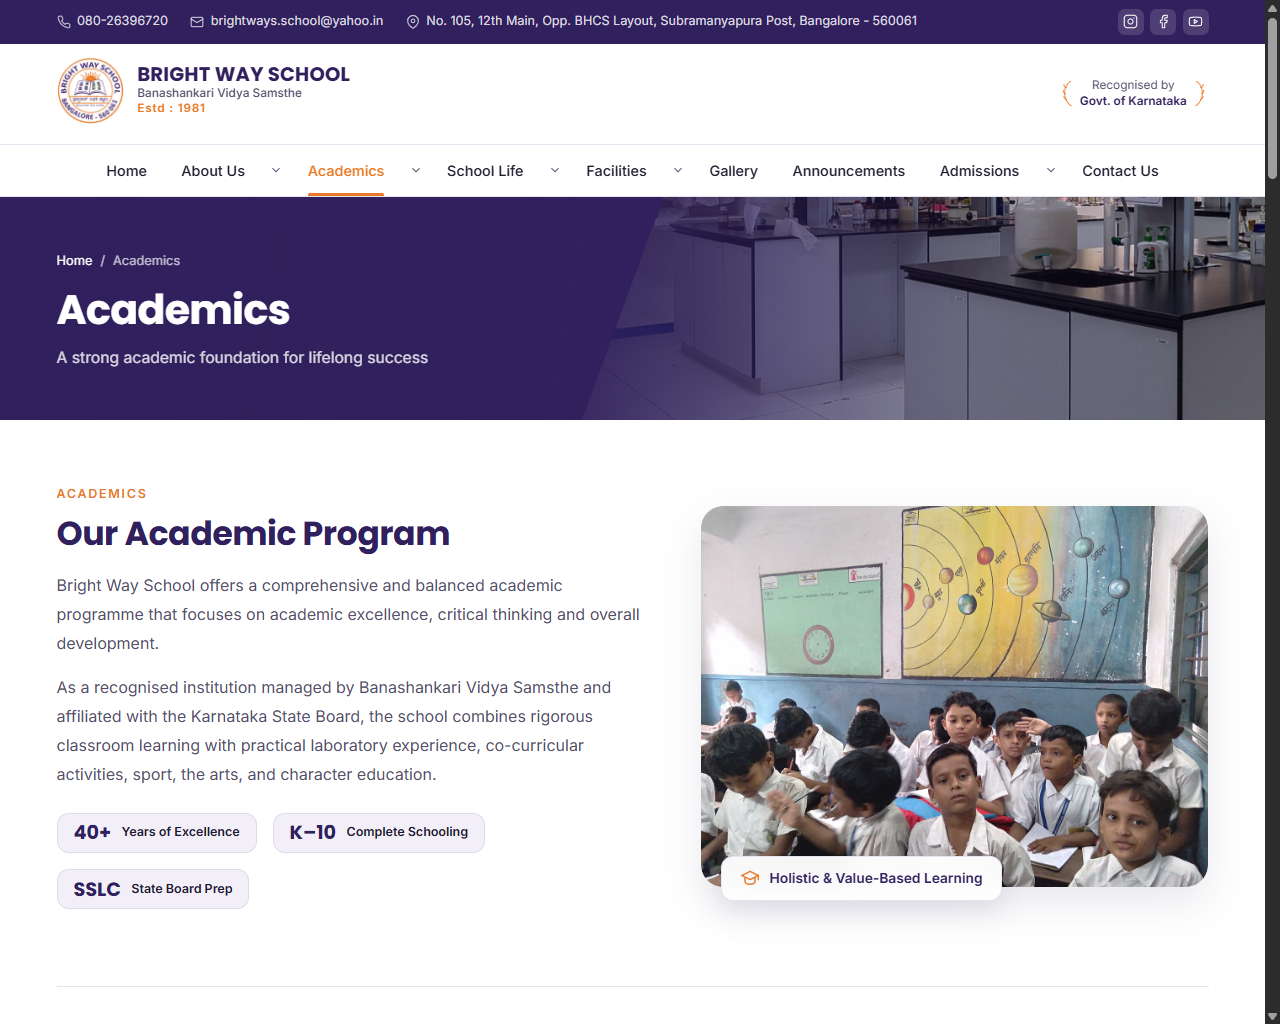 080-26396720
brightways.school@yahoo.in
No. 105, 12th Main, Opp. BHCS Layout, Subramanyapura Post, Bangalore - 560061
BRIGHT WAY SCHOOL
BANGALORE - 560 061
BRIGHT WAY SCHOOL
Banashankari Vidya Samsthe
Estd : 1981
Recognised by
Govt. of Karnataka
Home
About Us
Academics
School Life
Facilities
Gallery
Announcements
Admissions
Contact Us
Home / Academics
Academics
A strong academic foundation for lifelong success
ACADEMICS
Our Academic Program
Bright Way School offers a comprehensive and balanced academic
programme that focuses on academic excellence, critical thinking and overall
development.
As a recognised institution managed by Banashankari Vidya Samsthe and
affiliated with the Karnataka State Board, the school combines rigorous
classroom learning with practical laboratory experience, co-curricular
activities, sport, the arts, and character education.
40+ Years of Excellence
K–10 Complete Schooling
SSLC State Board Prep
Holistic & Value-Based Learning